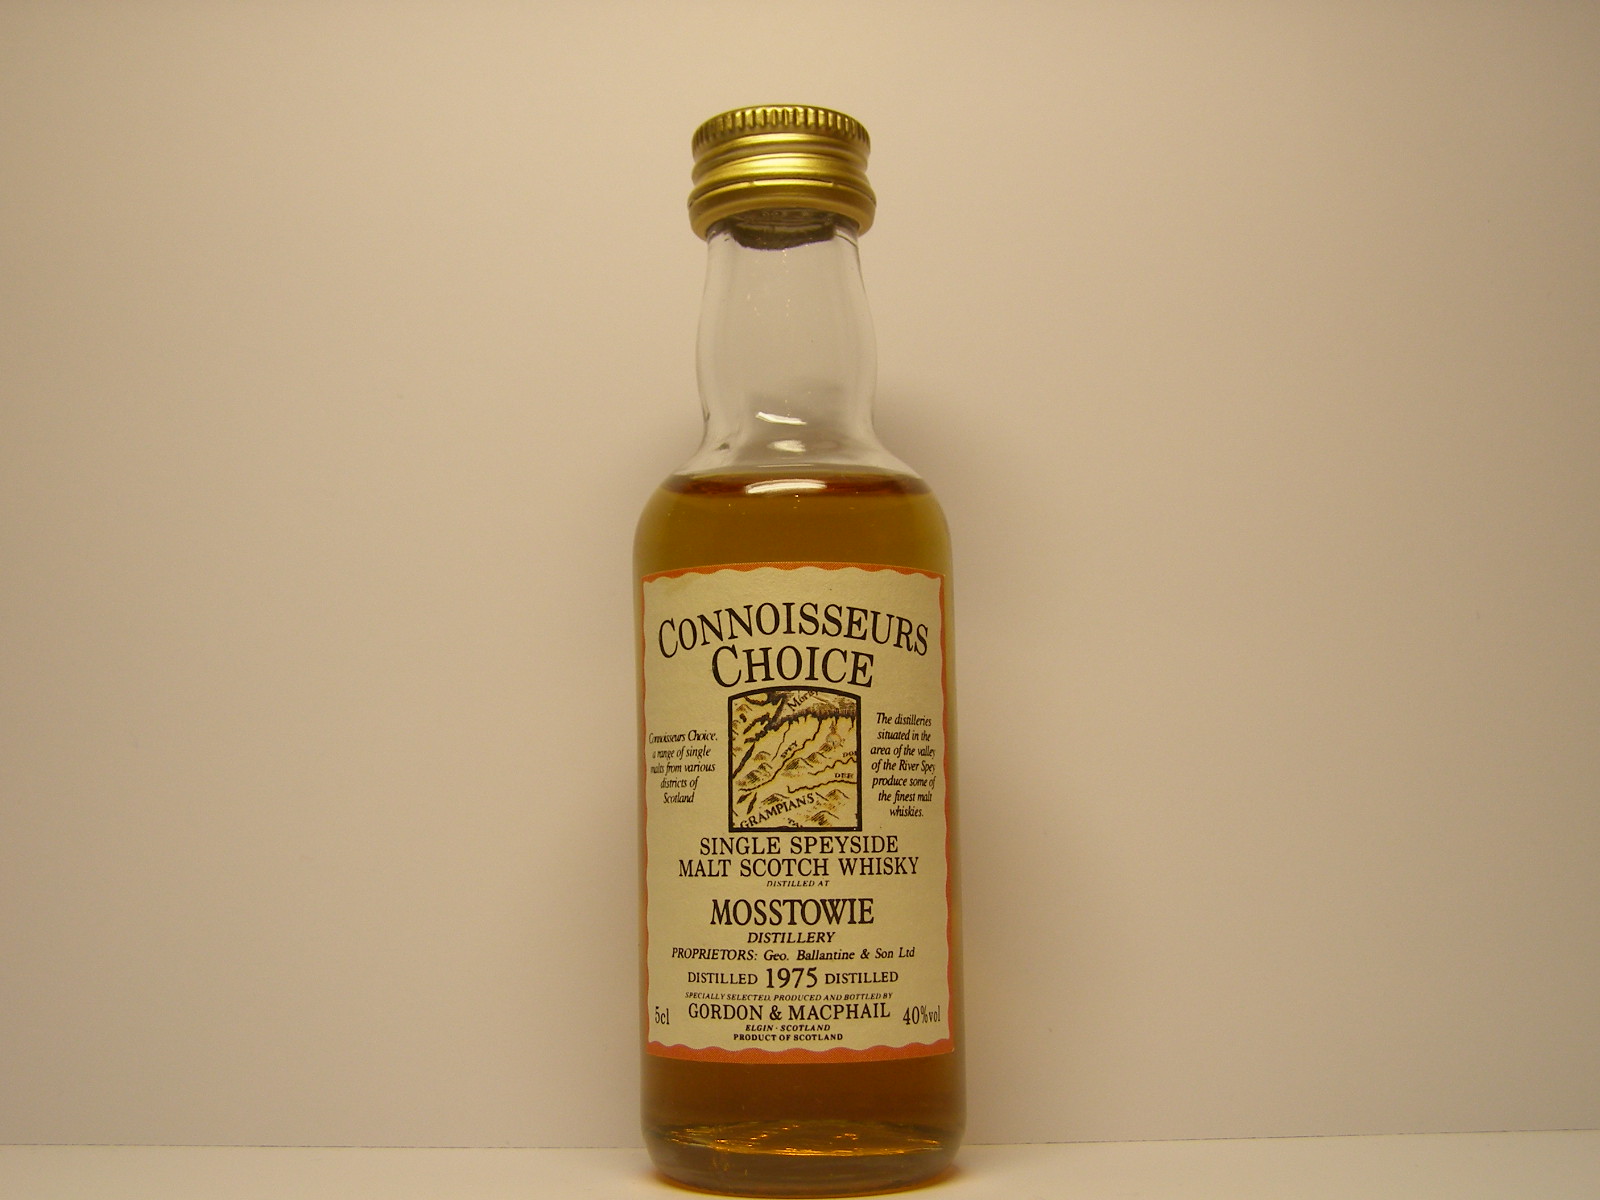 CONNOISSEURS
CHOICE
Connoisseurs Choice,
a range of single
malts from various
districts of
Scotland
Moray
SPEY
DEE
GRAMPIANS
The distilleries
situated in the
area of the valley
of the River Spey
produce some of
the finest malt
whiskies.
SINGLE SPEYSIDE
MALT SCOTCH WHISKY
DISTILLED AT
MOSSTOWIE
DISTILLERY
PROPRIETORS: Geo. Ballantine & Son Ltd
DISTILLED 1975 DISTILLED
SPECIALLY SELECTED, PRODUCED AND BOTTLED BY
5cl GORDON & MACPHAIL 40%vol
ELGIN · SCOTLAND
PRODUCT OF SCOTLAND